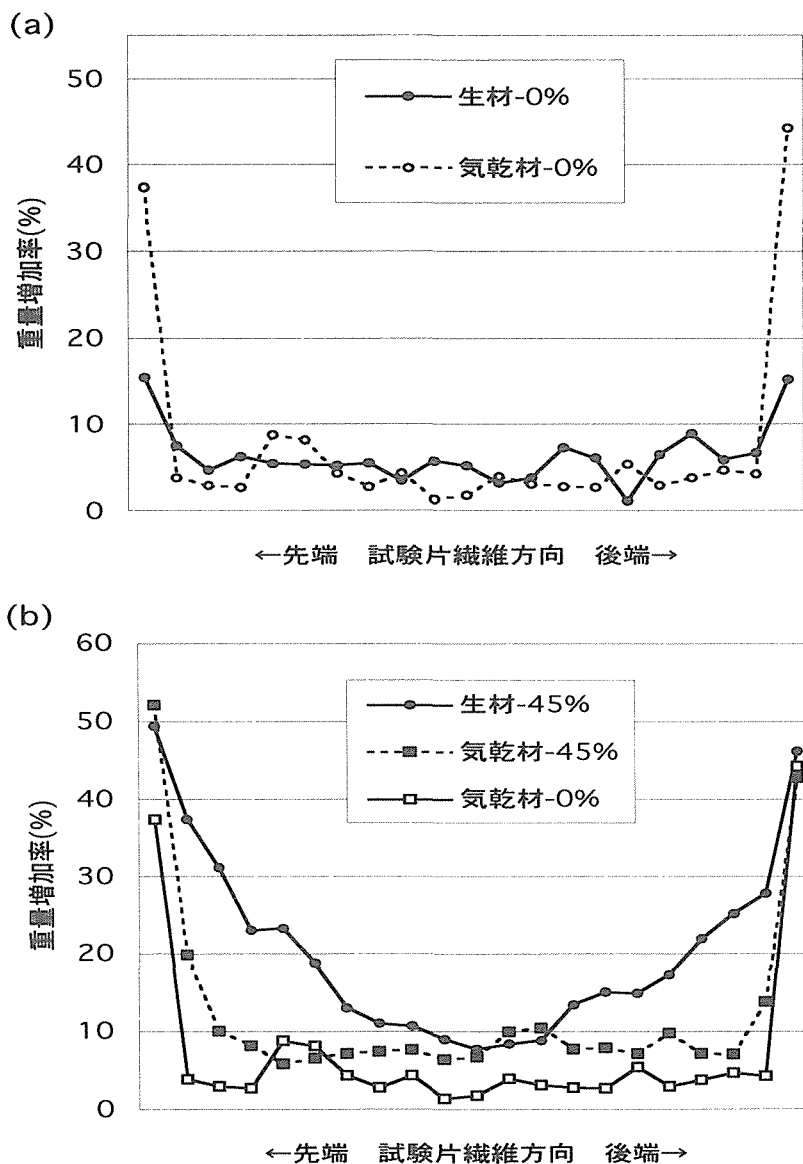 (a)
重量増加率(%)
50
40
30
20
10
0
生材-0%
気乾材-0%
←先端 試験片繊維方向 後端→
(b)
重量増加率(%)
60
50
40
30
20
10
0
生材-45%
気乾材-45%
気乾材-0%
←先端 試験片繊維方向 後端→